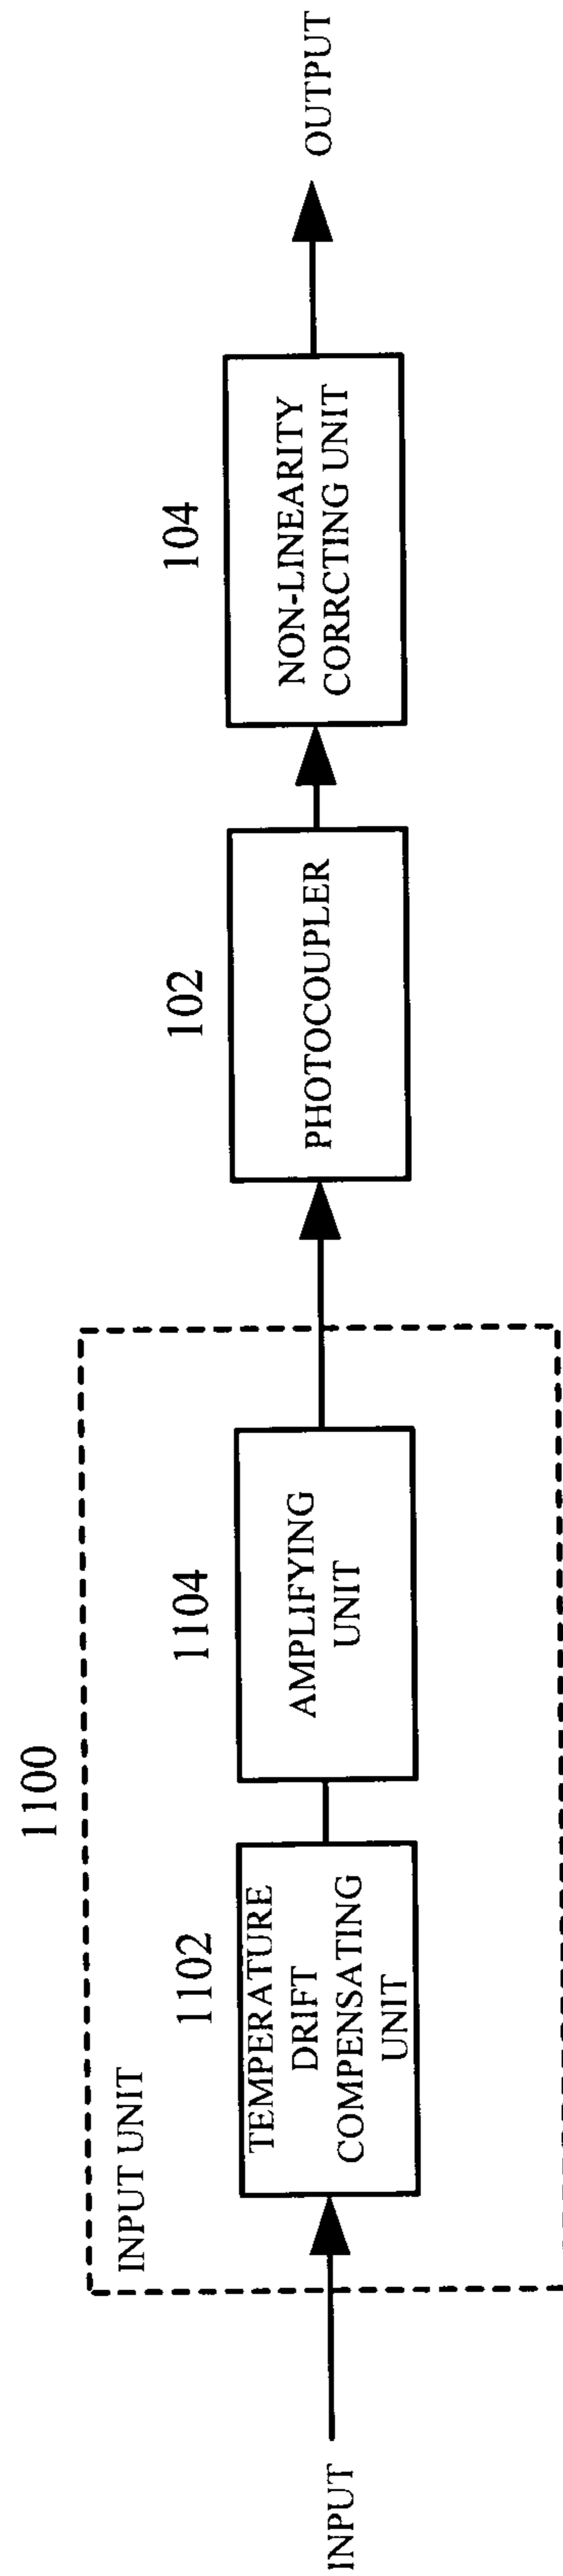 1100
INPUT UNIT
INPUT
1102
TEMPERATURE
DRIFT
COMPENSATING
UNIT
1104
AMPLIFYING
UNIT
102
PHOTOCOUPLER
104
NON-LINEARITY
CORRCTING UNIT
OUTPUT